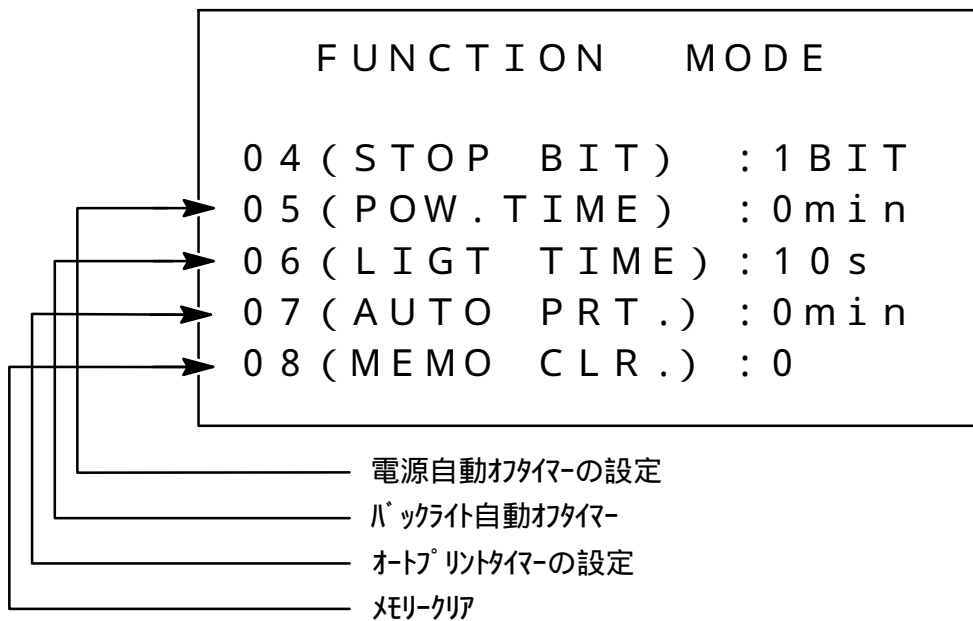 FUNCTION MODE
04(STOP BIT) :1BIT
05(POW.TIME) :0min
06(LIGT TIME):10s
07(AUTO PRT.) :0min
08(MEMO CLR.) :0
電源自動ｵﾌﾀｲﾏｰの設定
ﾊﾞｯｸﾗｲﾄ自動ｵﾌﾀｲﾏｰ
ｵｰﾄﾌﾟﾘﾝﾄﾀｲﾏｰの設定
ﾒﾓﾘｰｸﾘｱ